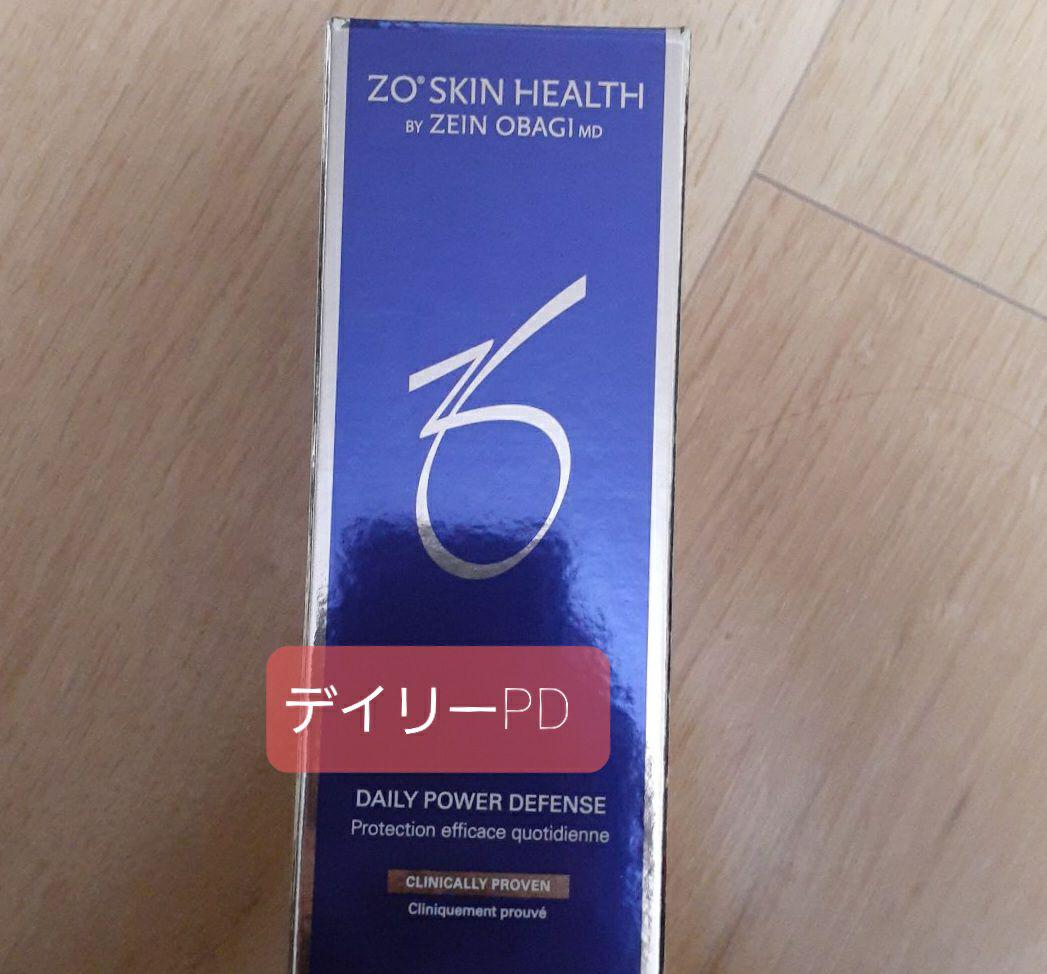 ZO® SKIN HEALTH
BY ZEIN OBAGI MD
デイリーPD
DAILY POWER DEFENSE
Protection efficace quotidienne
CLINICALLY PROVEN
Cliniquement prouvé